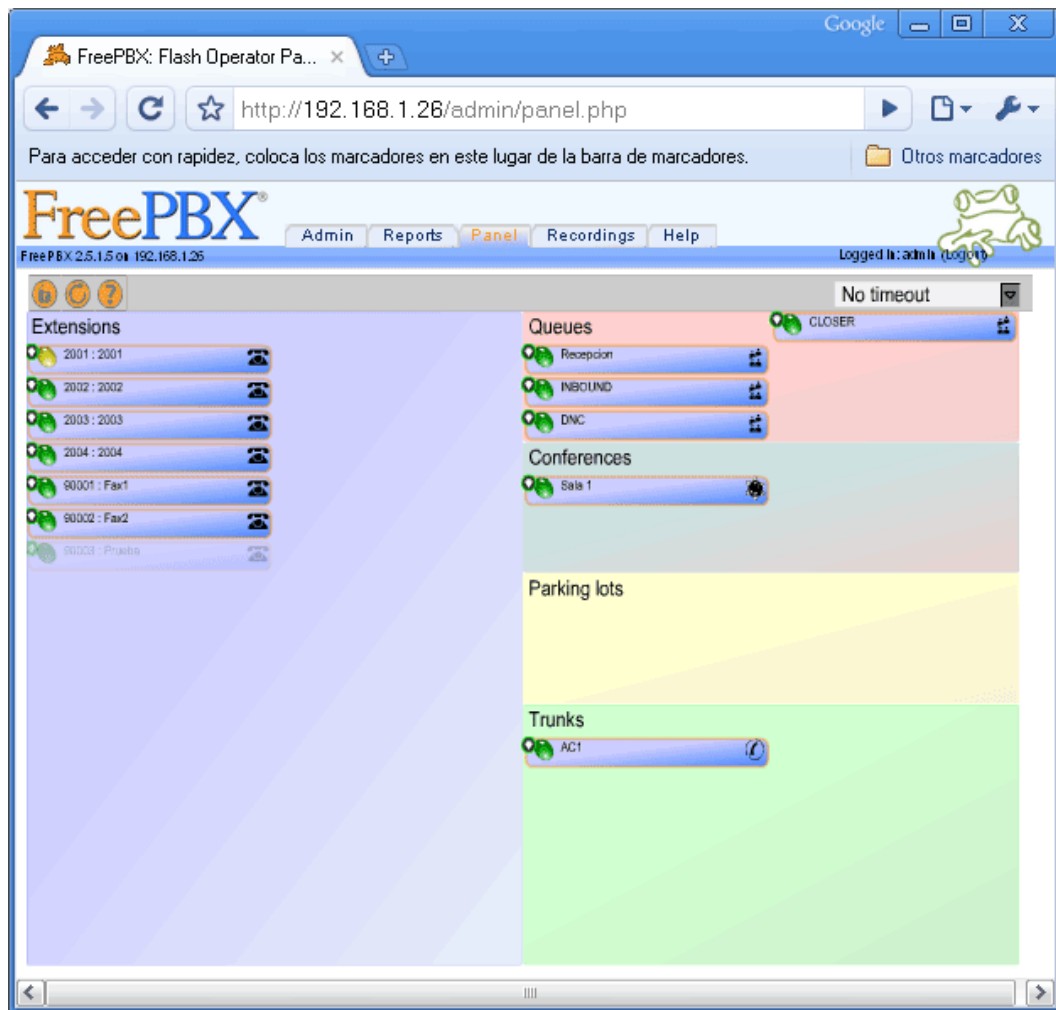 Google
FreePBX: Flash Operator Pa...
http://192.168.1.26/admin/panel.php
Para acceder con rapidez, coloca los marcadores en este lugar de la barra de marcadores.
Otros marcadores
FreePBX®
Admin Reports Panel Recordings Help
FreePBX 2.5.1.5 on 192.168.1.26
Logged in: admin (Logout)
No timeout
Extensions
2001 : 2001
2002 : 2002
2003 : 2003
2004 : 2004
90001 : Fax1
90002 : Fax2
90003 : Prueba
Queues
Recepcion
INBOUND
DNC
CLOSER
Conferences
Sala 1
Parking lots
Trunks
AC1